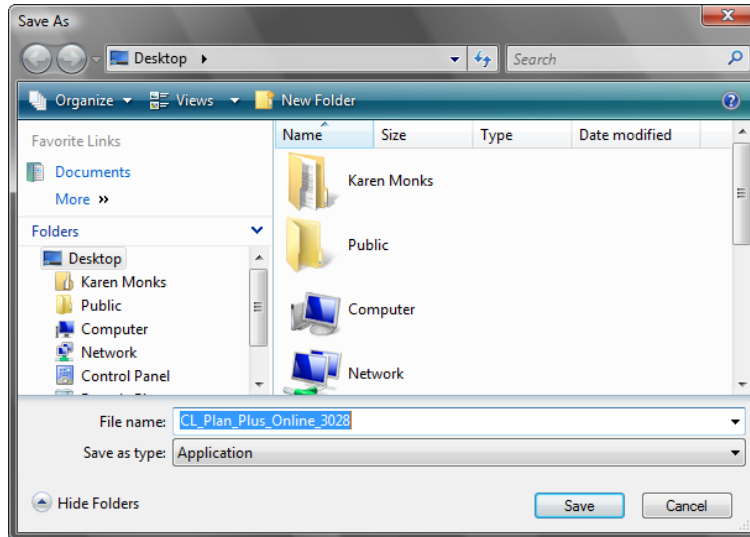 Save As
Desktop
Search
Organize Views New Folder
Favorite Links
Documents
More
Folders
Desktop
Karen Monks
Public
Computer
Network
Control Panel
Name Size Type Date modified
Karen Monks
Public
Computer
Network
File name: CL_Plan_Plus_Online_3028
Save as type: Application
Hide Folders
Save Cancel